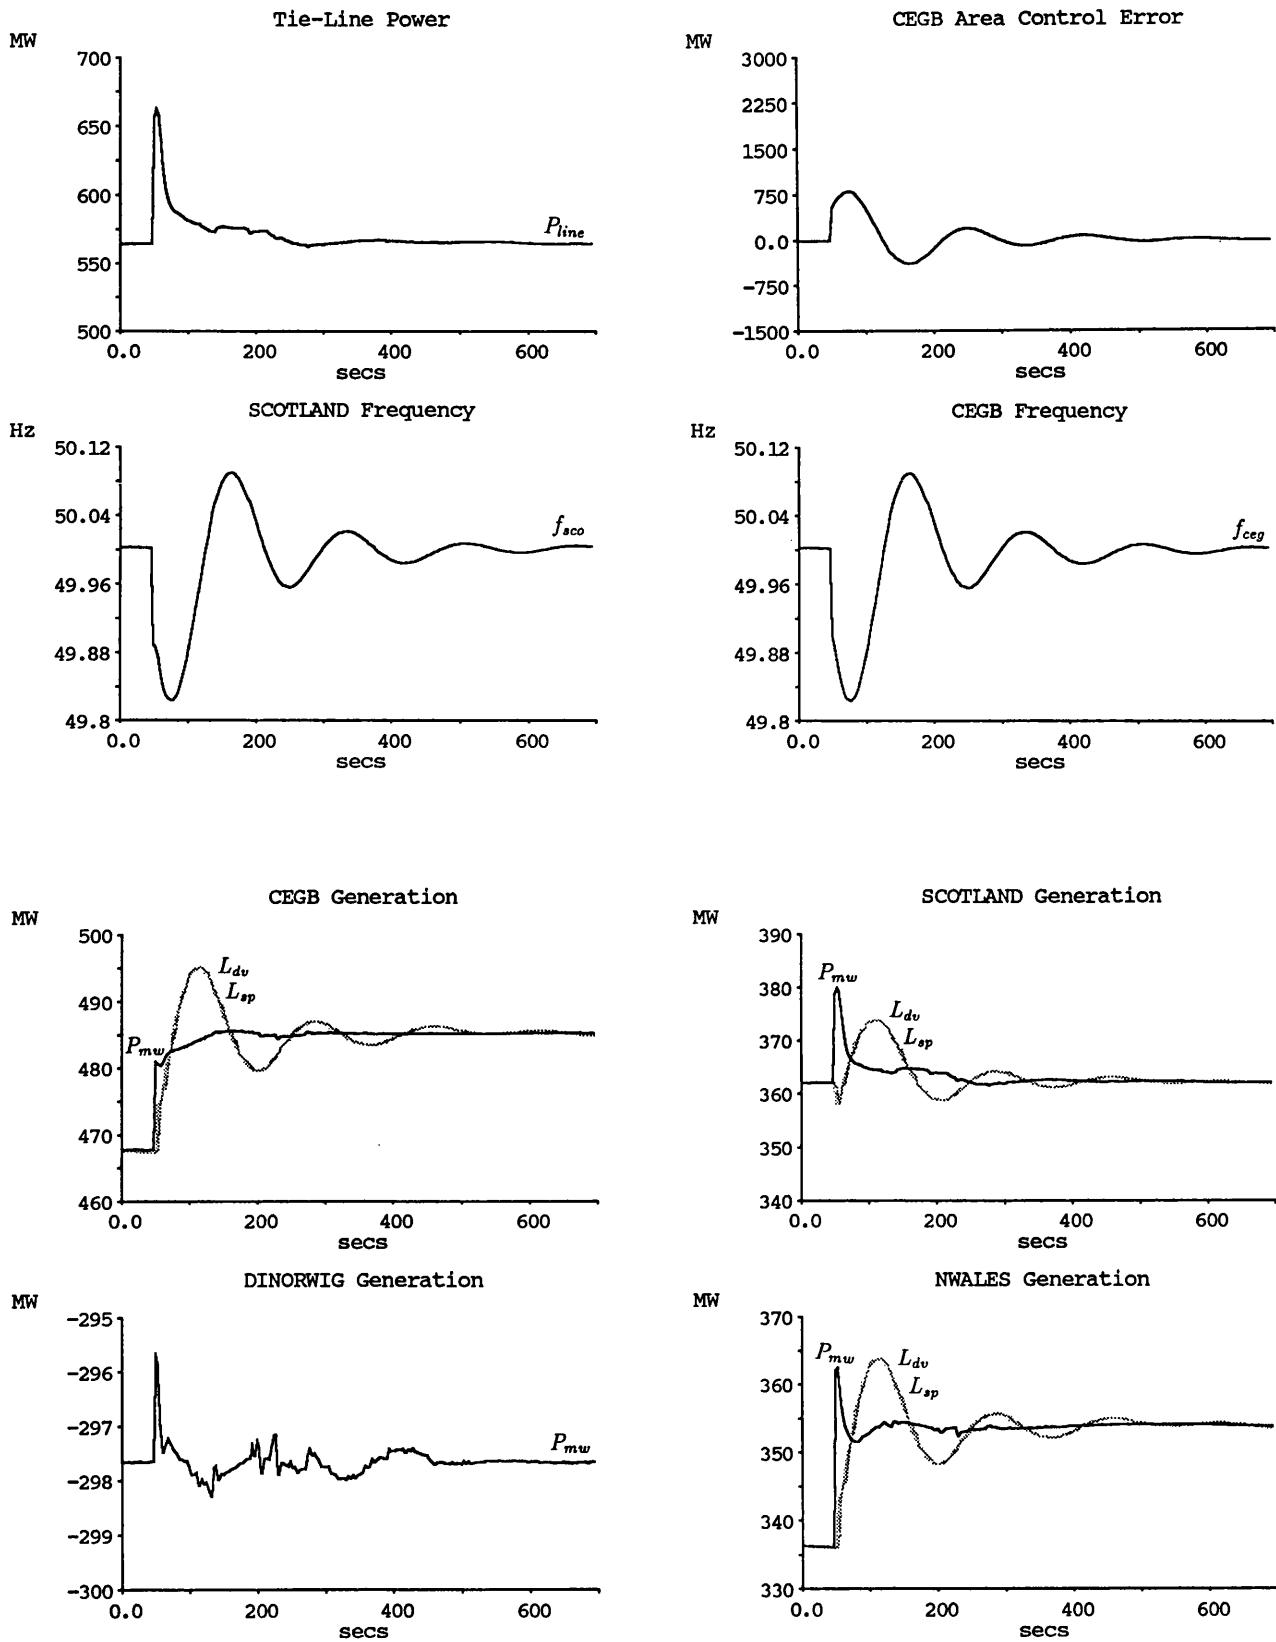 Tie-Line Power
MW
700
650
600
550
500
P_line
0.0 200 400 600
secs
CEGB Area Control Error
MW
3000
2250
1500
750
0.0
-750
-1500
0.0 200 400 600
secs
SCOTLAND Frequency
Hz
50.12
50.04
49.96
49.88
49.8
f_sco
0.0 200 400 600
secs
CEGB Frequency
Hz
50.12
50.04
49.96
49.88
49.8
f_ceg
0.0 200 400 600
secs
CEGB Generation
MW
500
490
480
470
460
L_dv
L_sp
P_mw
0.0 200 400 600
secs
SCOTLAND Generation
MW
390
380
370
360
350
340
P_mw
L_dv
L_sp
0.0 200 400 600
secs
DINORWIG Generation
MW
-295
-296
-297
-298
-299
-300
P_mw
0.0 200 400 600
secs
NWALES Generation
MW
370
360
350
340
330
P_mw
L_dv
L_sp
0.0 200 400 600
secs